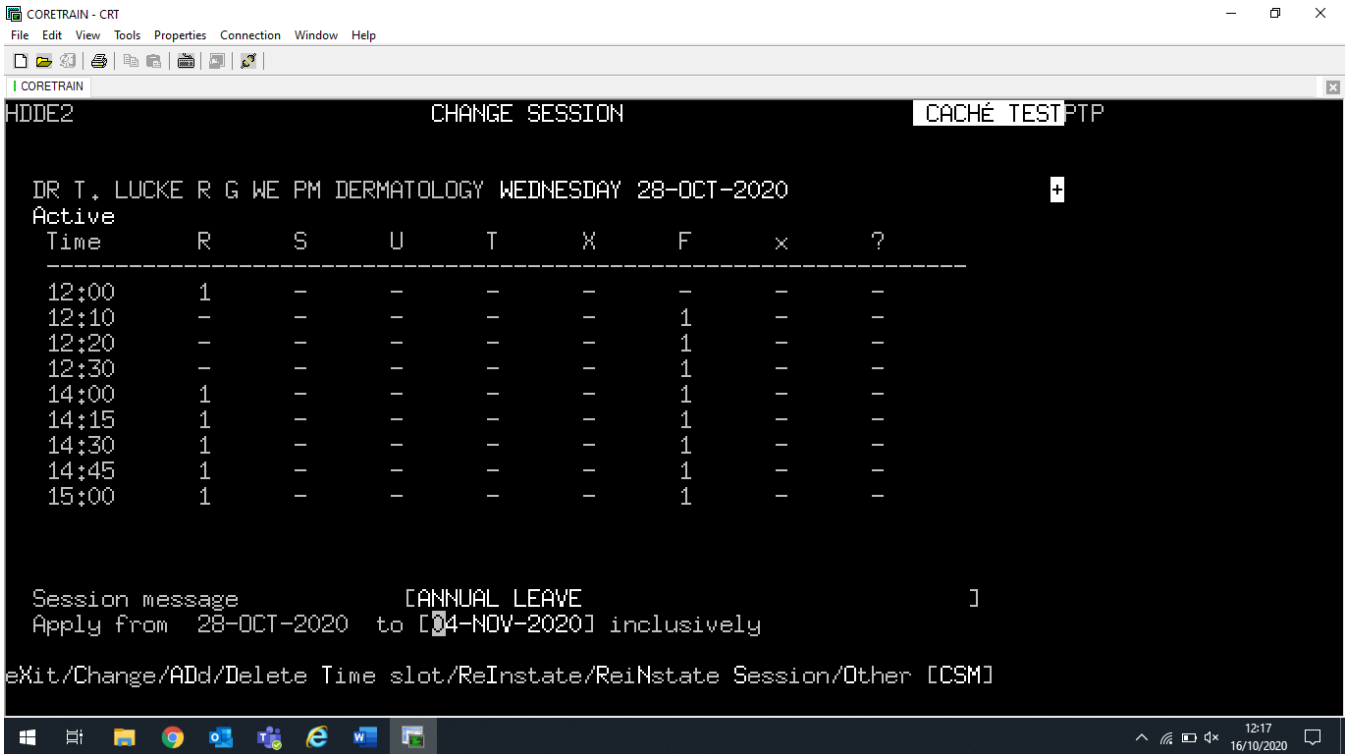 CORETRAIN - CRT
File Edit View Tools Properties Connection Window Help
CORETRAIN
HDDE2 CHANGE SESSION CACHÉ TESTPTP
DR T. LUCKE R G WE PM DERMATOLOGY WEDNESDAY 28-OCT-2020 +
Active
Time R S U T X F x ?
--------------------------------------------------------------------
12:00 1 - - - - - - -
12:10 - - - - - 1 - -
12:20 - - - - - 1 - -
12:30 - - - - - 1 - -
14:00 1 - - - - 1 - -
14:15 1 - - - - 1 - -
14:30 1 - - - - 1 - -
14:45 1 - - - - 1 - -
15:00 1 - - - - 1 - -
Session message [ANNUAL LEAVE ]
Apply from 28-OCT-2020 to [04-NOV-2020] inclusively
eXit/Change/ADd/Delete Time slot/ReInstate/ReiNstate Session/Other [CSM]
12:17
16/10/2020